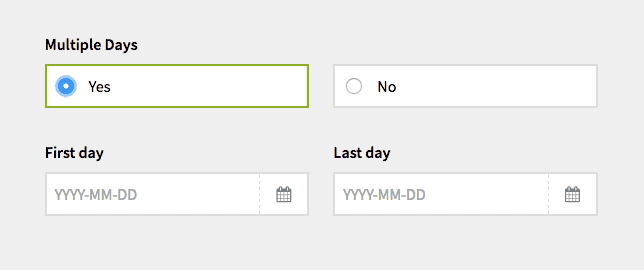 Multiple Days
Yes No
First day Last day
YYYY-MM-DD YYYY-MM-DD